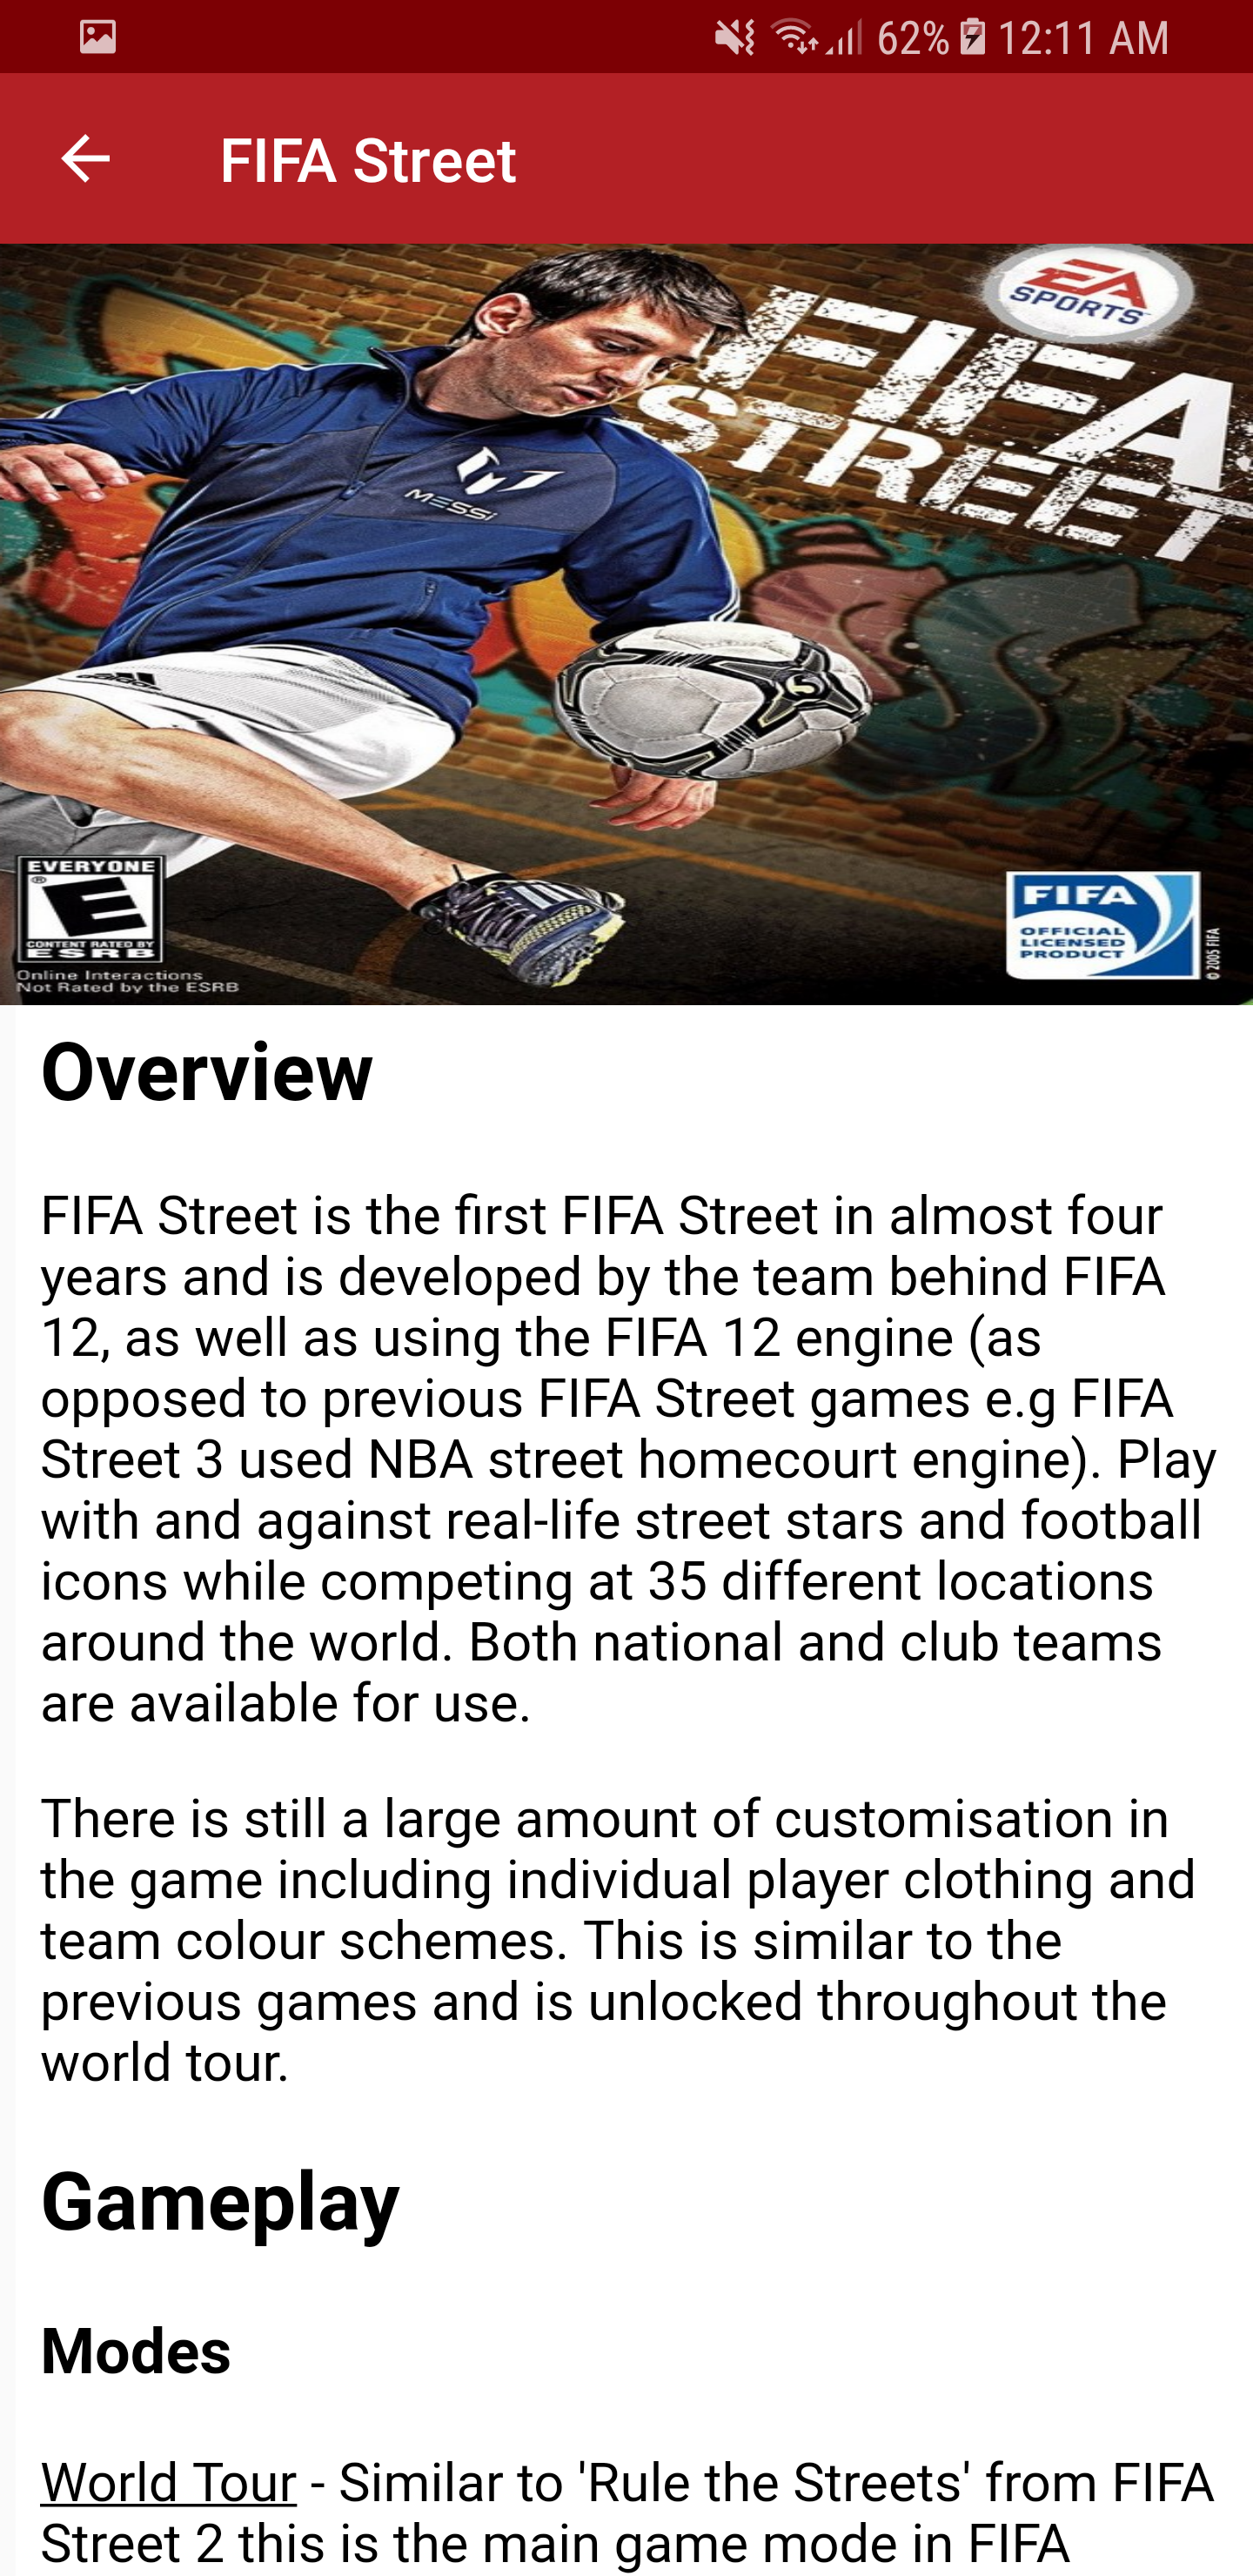 62% 12:11 AM
FIFA Street
EA
SPORTS
FIFA
STREET
MESSI
EVERYONE
E
CONTENT RATED BY
ESRB
Online Interactions
Not Rated by the ESRB
FIFA
OFFICIAL
LICENSED
PRODUCT
© 2005 FIFA
Overview
FIFA Street is the first FIFA Street in almost four
years and is developed by the team behind FIFA
12, as well as using the FIFA 12 engine (as
opposed to previous FIFA Street games e.g FIFA
Street 3 used NBA street homecourt engine). Play
with and against real-life street stars and football
icons while competing at 35 different locations
around the world. Both national and club teams
are available for use.
There is still a large amount of customisation in
the game including individual player clothing and
team colour schemes. This is similar to the
previous games and is unlocked throughout the
world tour.
Gameplay
Modes
World Tour - Similar to 'Rule the Streets' from FIFA
Street 2 this is the main game mode in FIFA